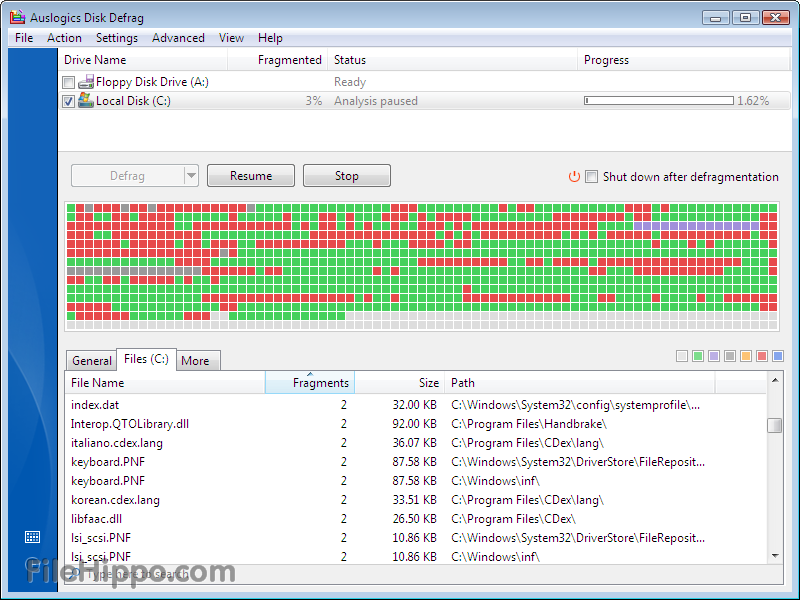 Auslogics Disk Defrag
File Action Settings Advanced View Help
Drive Name Fragmented Status Progress
Floppy Disk Drive (A:) Ready
Local Disk (C:) 3% Analysis paused 1.62%
Defrag Resume Stop Shut down after defragmentation
General Files (C:) More
File Name Fragments Size Path
index.dat 2 32.00 KB C:\Windows\System32\config\systemprofile\...
Interop.QTOLibrary.dll 2 92.00 KB C:\Program Files\Handbrake\
italiano.cdex.lang 2 36.07 KB C:\Program Files\CDex\lang\
keyboard.PNF 2 87.58 KB C:\Windows\System32\DriverStore\FileReposit...
keyboard.PNF 2 87.58 KB C:\Windows\inf\
korean.cdex.lang 2 33.51 KB C:\Program Files\CDex\lang\
libfaac.dll 2 26.50 KB C:\Program Files\CDex\
lsi_scsi.PNF 2 10.86 KB C:\Windows\System32\DriverStore\FileReposit...
lsi_scsi.PNF 2 10.86 KB C:\Windows\inf\
Type here to search
FileHippo.com